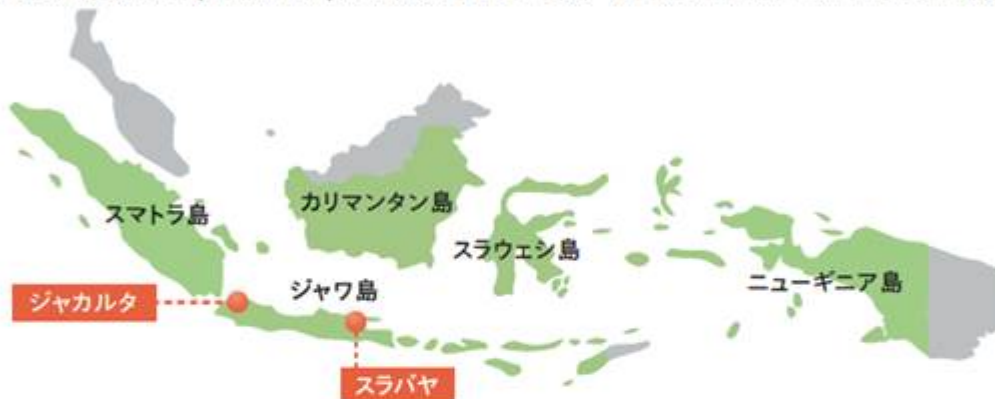 カリマンタン島
スマトラ島
スラウェシ島
ニューギニア島
ジャワ島
ジャカルタ
スラバヤ